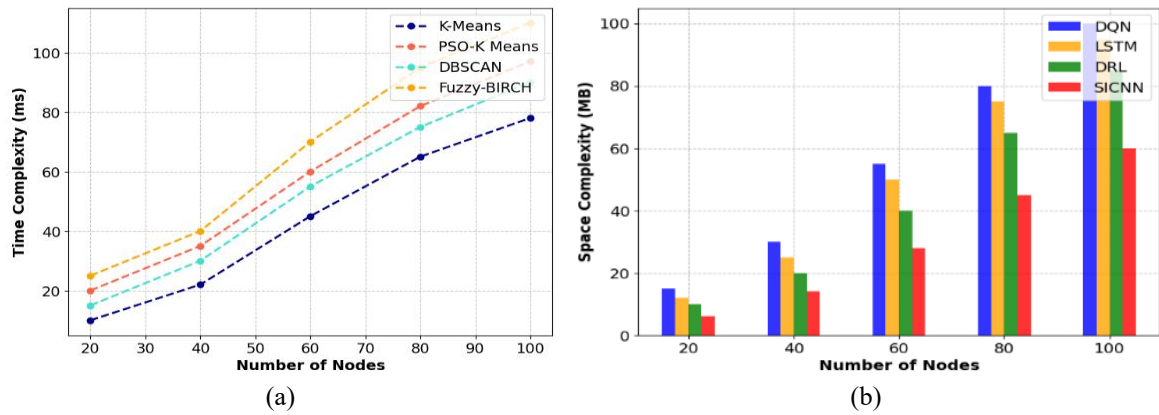 K-Means
PSO-K Means
DBSCAN
Fuzzy-BIRCH
Time Complexity (ms)
100
80
60
40
20
20 30 40 50 60 70 80 90 100
Number of Nodes
(a)
DQN
LSTM
DRL
SICNN
Space Complexity (MB)
100
80
60
40
20
0
20 40 60 80 100
Number of Nodes
(b)